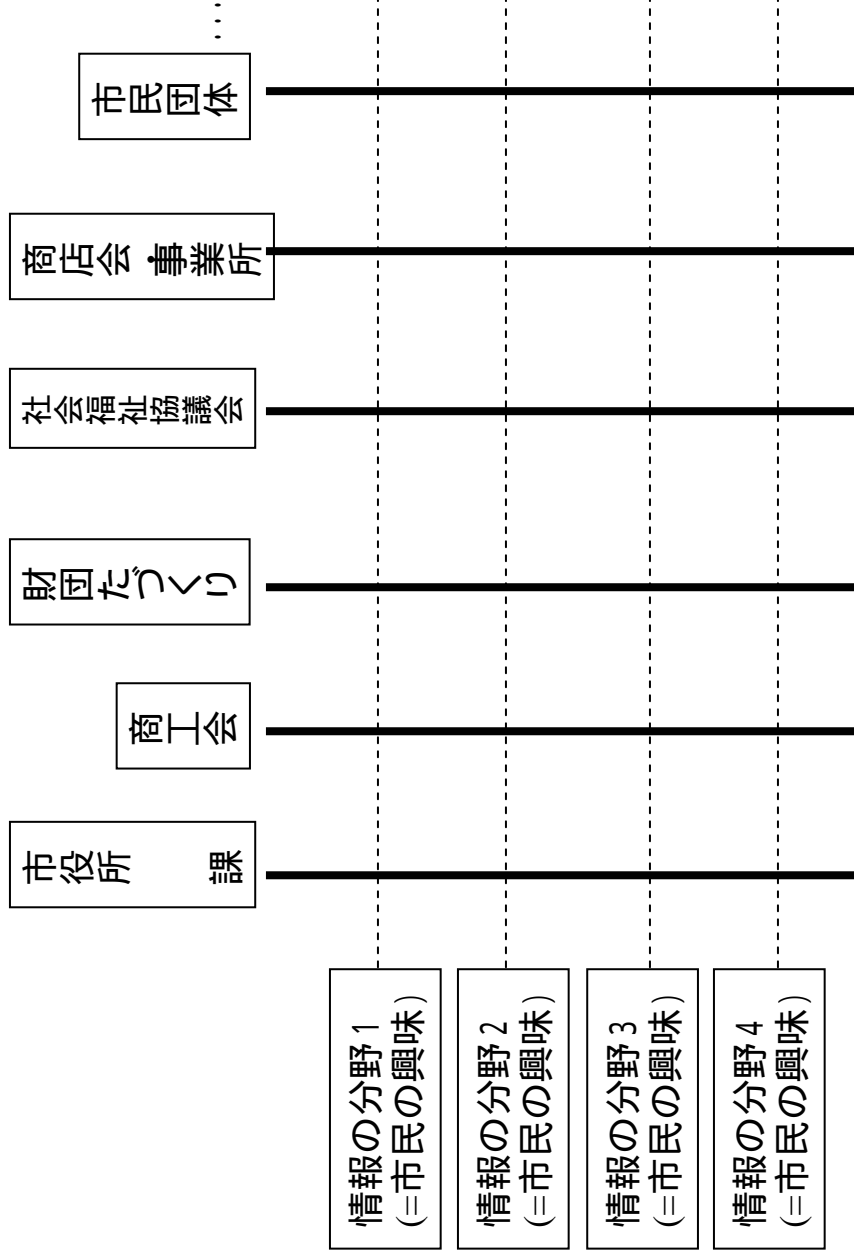 市民団体
商店会・事業所
社会福祉協議会
財団だづくり
商工会
市役所　　課
情報の分野1
(=市民の興味)
情報の分野2
(=市民の興味)
情報の分野3
(=市民の興味)
情報の分野4
(=市民の興味)